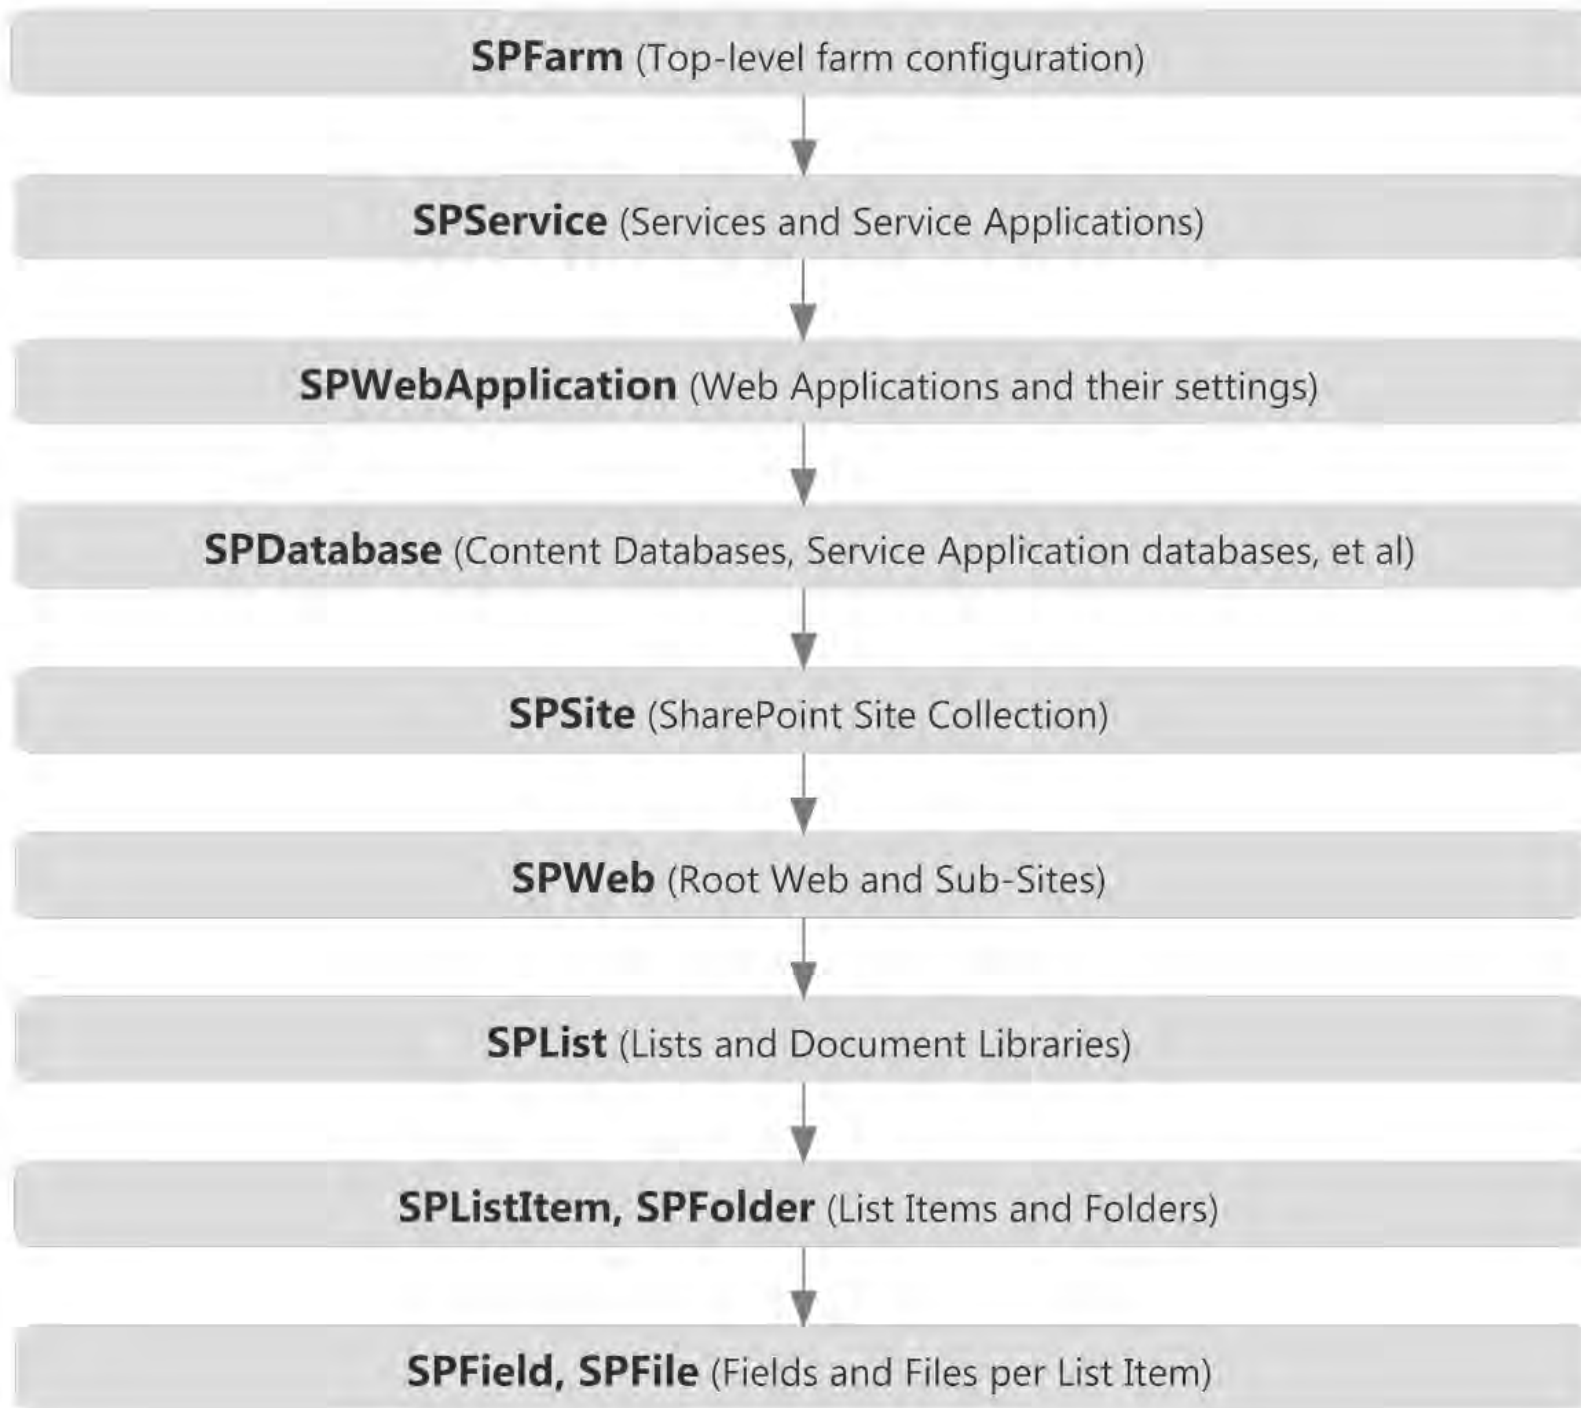 SPFarm (Top-level farm configuration)
SPService (Services and Service Applications)
SPWebApplication (Web Applications and their settings)
SPDatabase (Content Databases, Service Application databases, et al)
SPSite (SharePoint Site Collection)
SPWeb (Root Web and Sub-Sites)
SPList (Lists and Document Libraries)
SPListItem, SPFolder (List Items and Folders)
SPField, SPFile (Fields and Files per List Item)